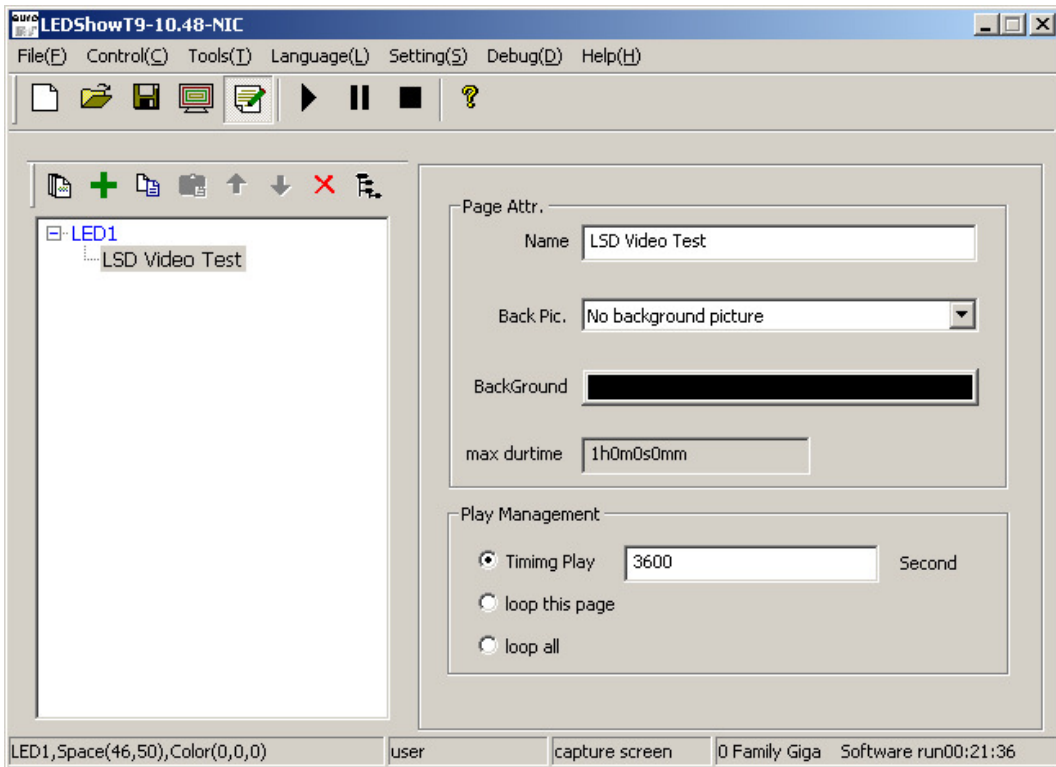 LEDShowT9-10.48-NIC
File(F) Control(C) Tools(T) Language(L) Setting(S) Debug(D) Help(H)
LED1
LSD Video Test
Page Attr.
Name LSD Video Test
Back Pic. No background picture
BackGround
max durtime 1h0m0s0mm
Play Management
Timimg Play 3600 Second
loop this page
loop all
LED1,Space(46,50),Color(0,0,0) user capture screen 0 Family Giga Software run00:21:36